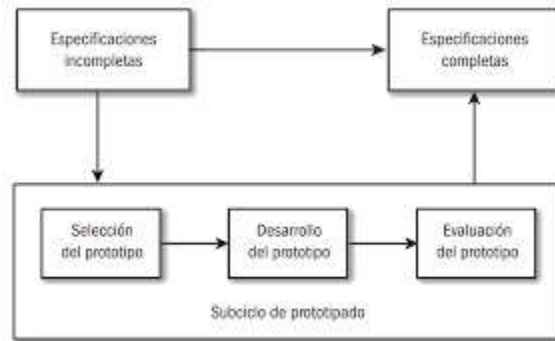 Especificaciones
incompletas
Especificaciones
completas
Selección
del prototipo
Desarrollo
del prototipo
Evaluación
del prototipo
Subciclo de prototipado